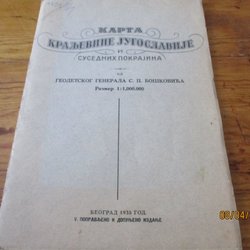 КАРТА
КРАЉЕВИНЕ ЈУГОСЛАВИЈЕ
И
СУСЕДНИХ ПОКРАЈИНА
ОД
ГЕОДЕТСКОГ ГЕНЕРАЛА С. П. БОШКОВИЋА
Размер 1:1,000.000
БЕОГРАД 1935 ГОД.
V. ПОПРАВЉЕНО И ДОПУЊЕНО ИЗДАЊЕ